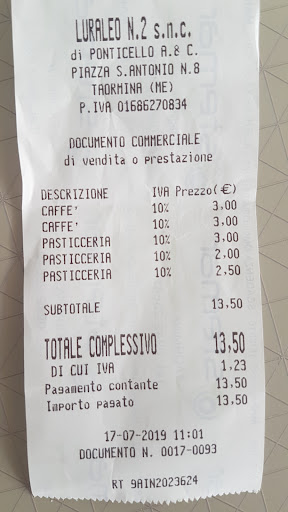 LURALEO N.2 s.n.c.
di PONTICELLO A.& C.
PIAZZA S.ANTONIO N.8
TAORMINA (ME)
P.IVA 01686270834
DOCUMENTO COMMERCIALE
di vendita o prestazione
DESCRIZIONE IVA Prezzo(€)
CAFFE' 10% 3,00
CAFFE' 10% 3,00
PASTICCERIA 10% 3,00
PASTICCERIA 10% 2,00
PASTICCERIA 10% 2,50
SUBTOTALE 13,50
TOTALE COMPLESSIVO 13,50
DI CUI IVA 1,23
Pagamento contante 13,50
Importo pagato 13,50
17-07-2019 11:01
DOCUMENTO N. 0017-0093
RT 9AIN2023624